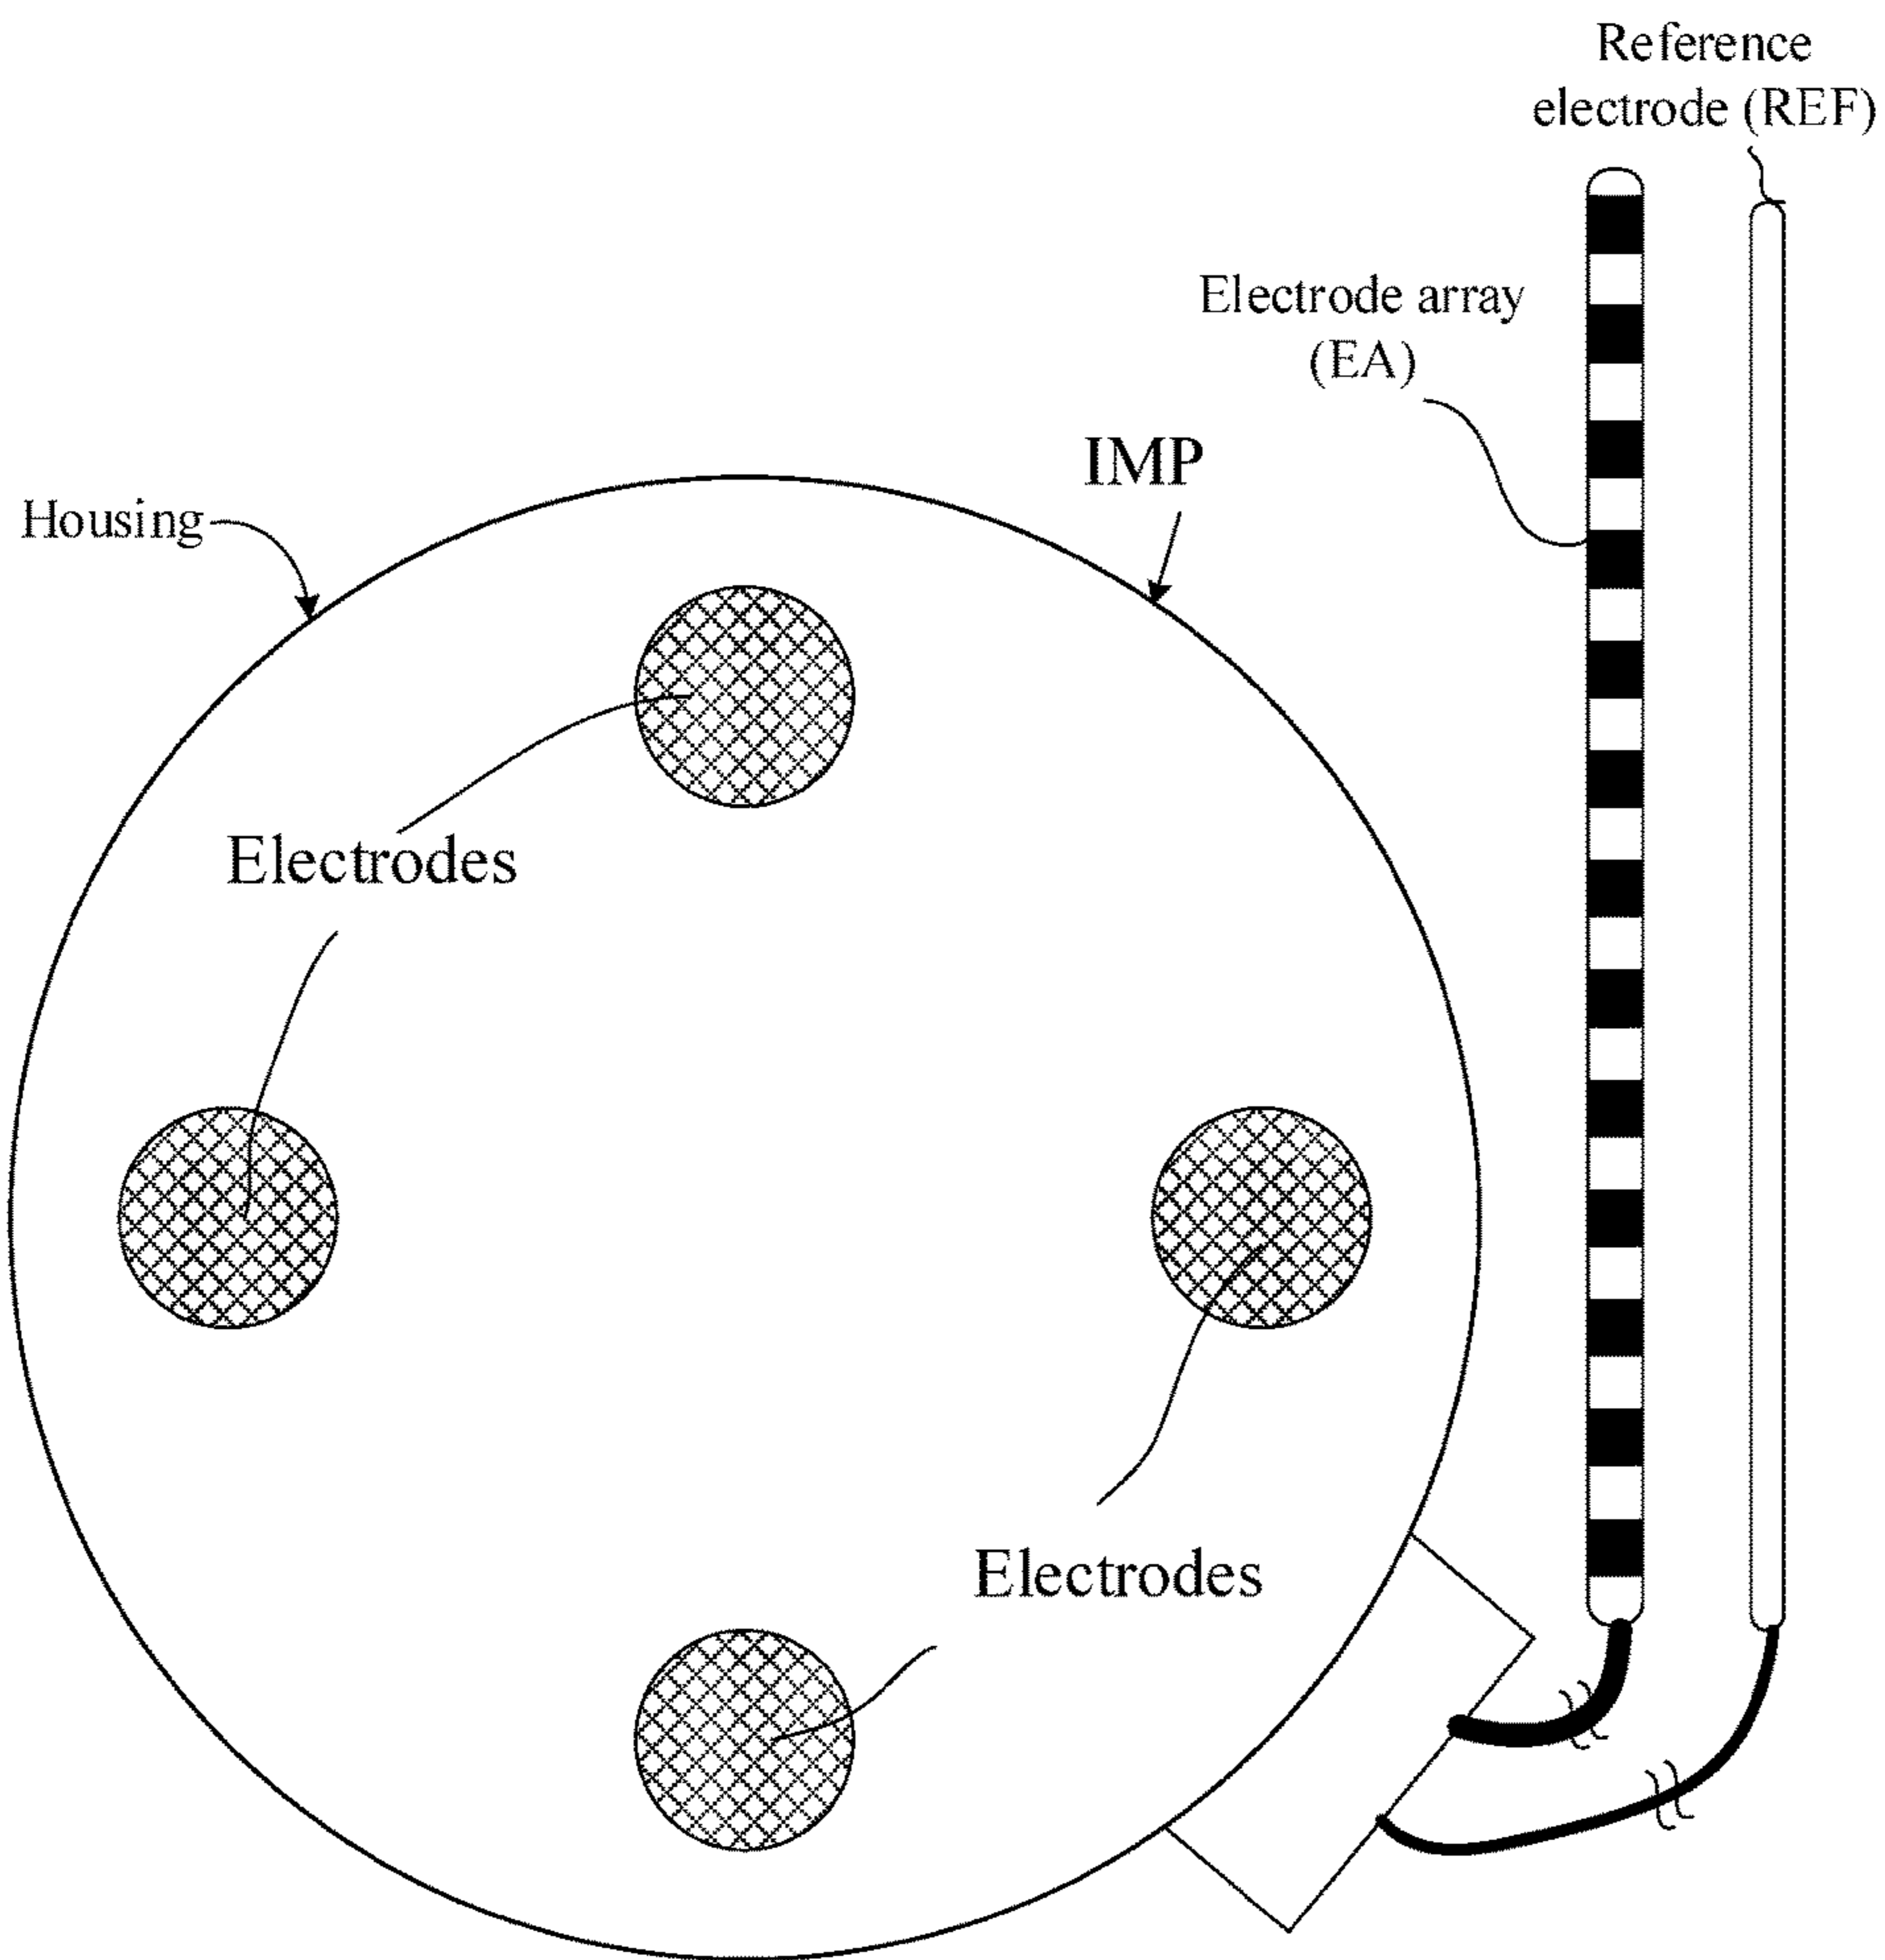 Reference
electrode (REF)
Electrode array
(EA)
IMP
Housing
Electrodes
Electrodes